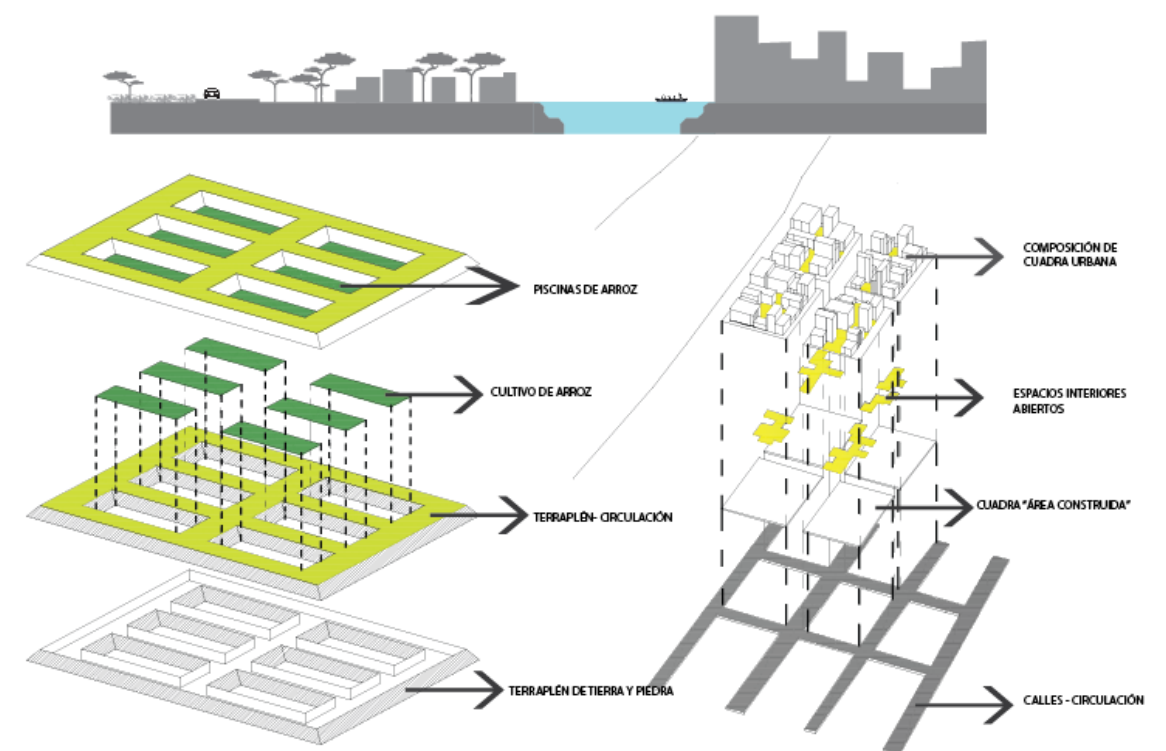 PISCINAS DE ARROZ
CULTIVO DE ARROZ
TERRAPLÉN- CIRCULACIÓN
TERRAPLÉN DE TIERRA Y PIEDRA
COMPOSICIÓN DE
CUADRA URBANA
ESPACIOS INTERIORES
ABIERTOS
CUADRA "ÁREA CONSTRUIDA"
CALLES - CIRCULACIÓN